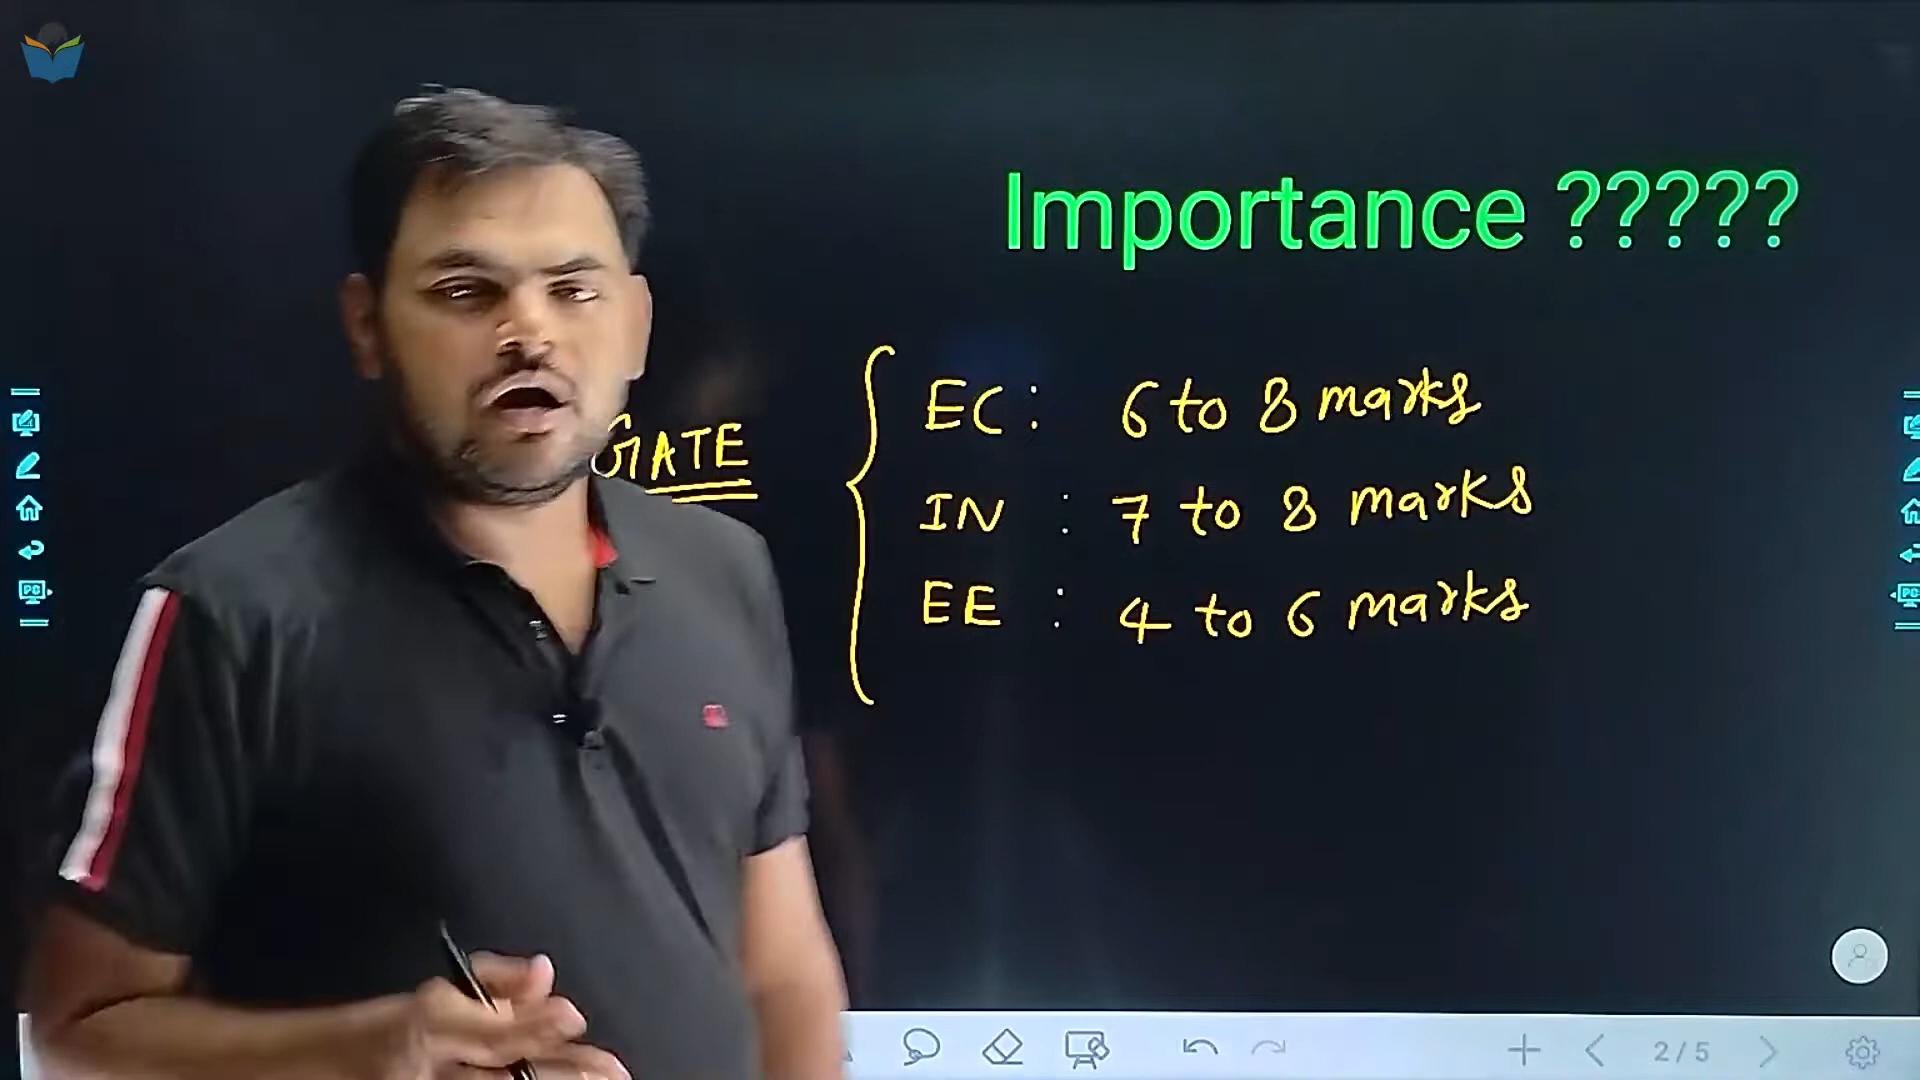 Importance ?????
GATE
EC : 6 to 8 marks
IN : 7 to 8 marks
EE : 4 to 6 marks
2/5